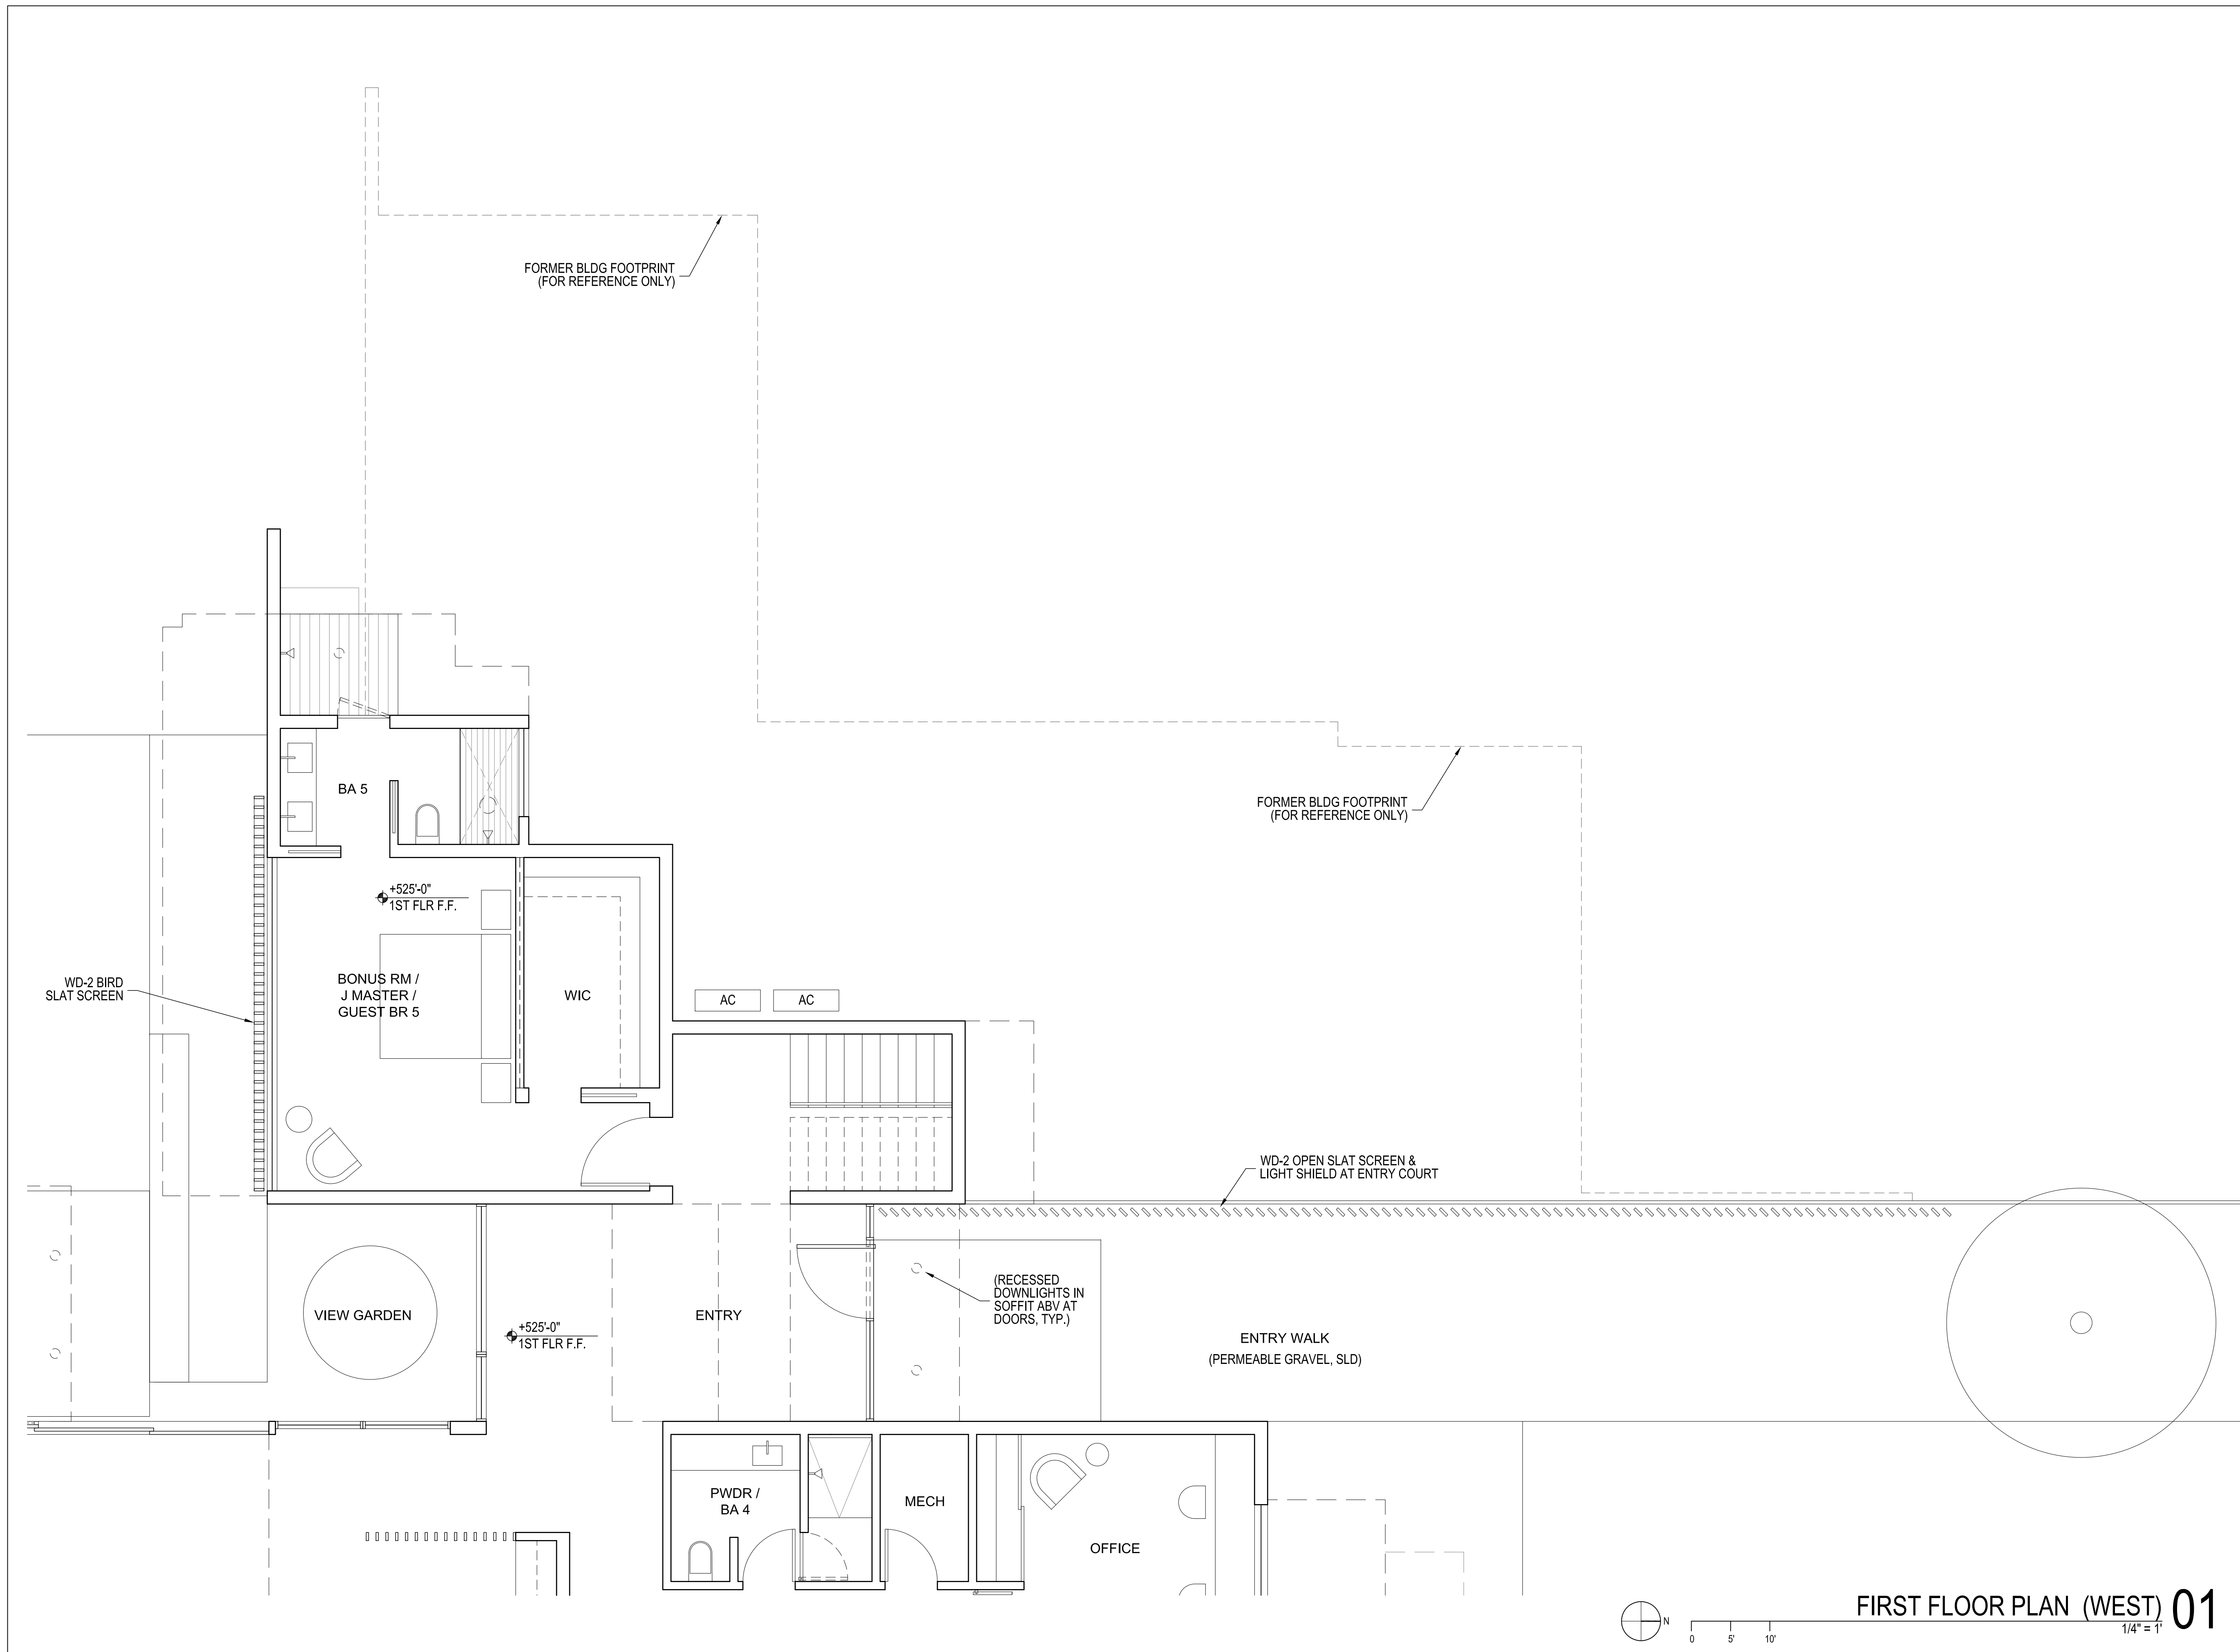 FORMER BLDG FOOTPRINT
(FOR REFERENCE ONLY)
BA 5
FORMER BLDG FOOTPRINT
(FOR REFERENCE ONLY)
+525'-0"
1ST FLR F.F.
WD-2 BIRD
SLAT SCREEN
BONUS RM /
J MASTER /
GUEST BR 5
WIC
AC
AC
WD-2 OPEN SLAT SCREEN &
LIGHT SHIELD AT ENTRY COURT
VIEW GARDEN
+525'-0"
1ST FLR F.F.
ENTRY
(RECESSED
DOWNLIGHTS IN
SOFFIT ABV AT
DOORS, TYP.)
ENTRY WALK
(PERMEABLE GRAVEL, SLD)
PWDR /
BA 4
MECH
OFFICE
N
0 5' 10'
FIRST FLOOR PLAN (WEST)
1/4" = 1'
01